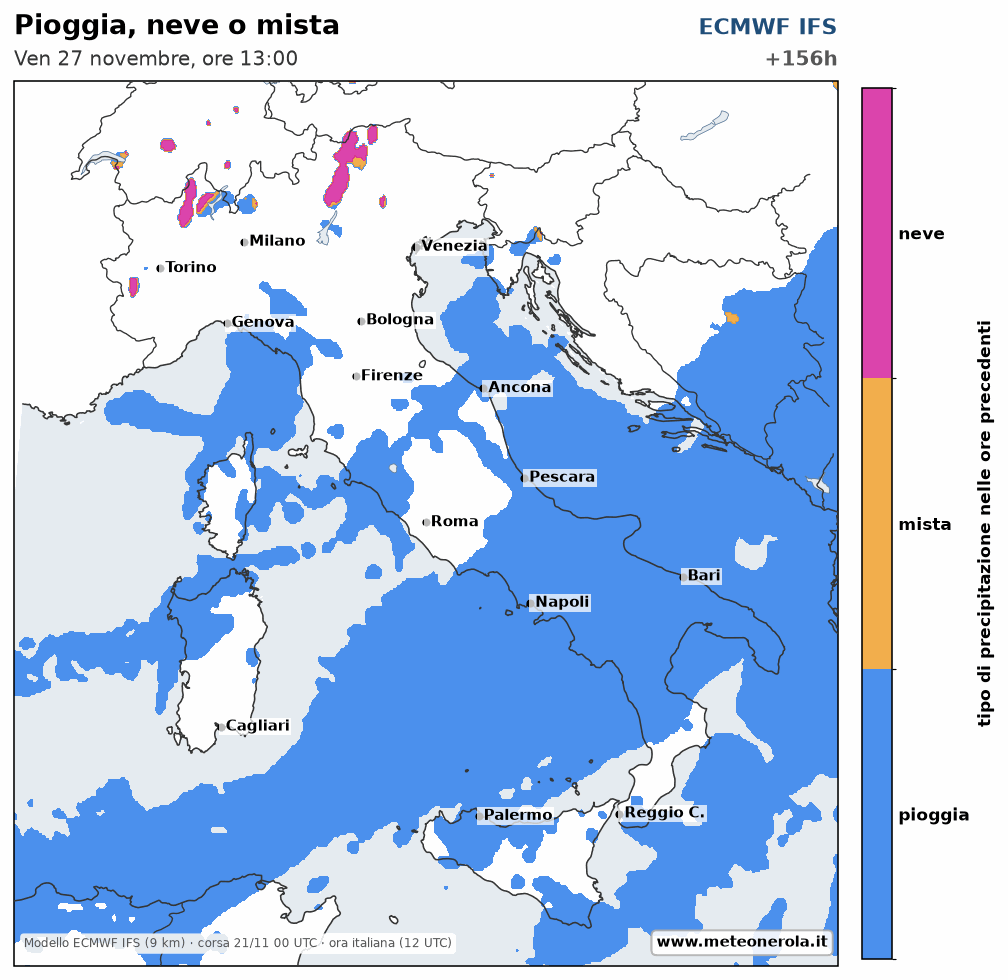 Pioggia, neve o mista
ECMWF IFS
Ven 27 novembre, ore 13:00
+156h
neve
Milano
Venezia
Torino
Genova
Bologna
Firenze
Ancona
Pescara
Roma
mista
Bari
Napoli
Cagliari
Palermo
Reggio C.
pioggia
tipo di precipitazione nelle ore precedenti
Modello ECMWF IFS (9 km) · corsa 21/11 00 UTC · ora italiana (12 UTC)
www.meteonerola.it